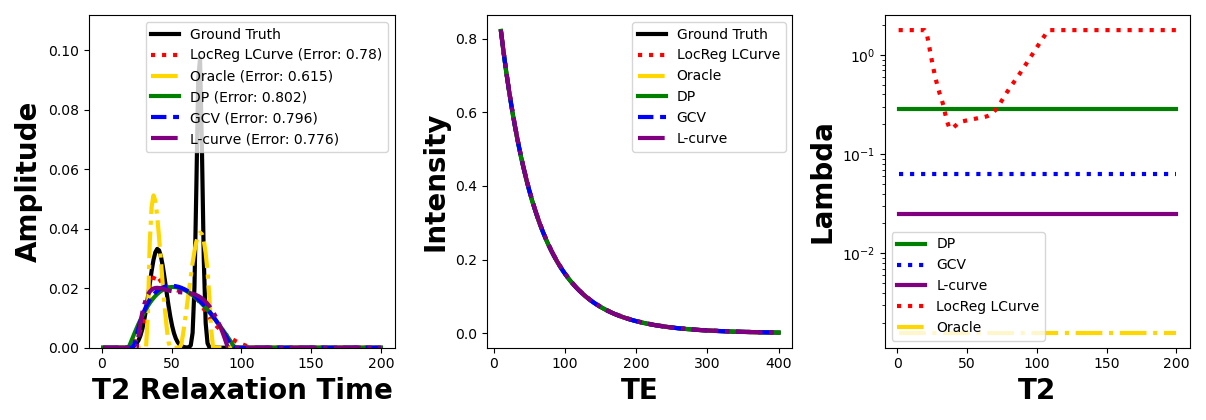 Amplitude
0.10
0.08
0.06
0.04
0.02
0.00
Ground Truth
LocReg LCurve (Error: 0.78)
Oracle (Error: 0.615)
DP (Error: 0.802)
GCV (Error: 0.796)
L-curve (Error: 0.776)
0 50 100 150 200
T2 Relaxation Time
Intensity
0.8
0.6
0.4
0.2
0.0
Ground Truth
LocReg LCurve
Oracle
DP
GCV
L-curve
0 100 200 300 400
TE
Lambda
10⁰
10⁻¹
10⁻²
DP
GCV
L-curve
LocReg LCurve
Oracle
0 50 100 150 200
T2